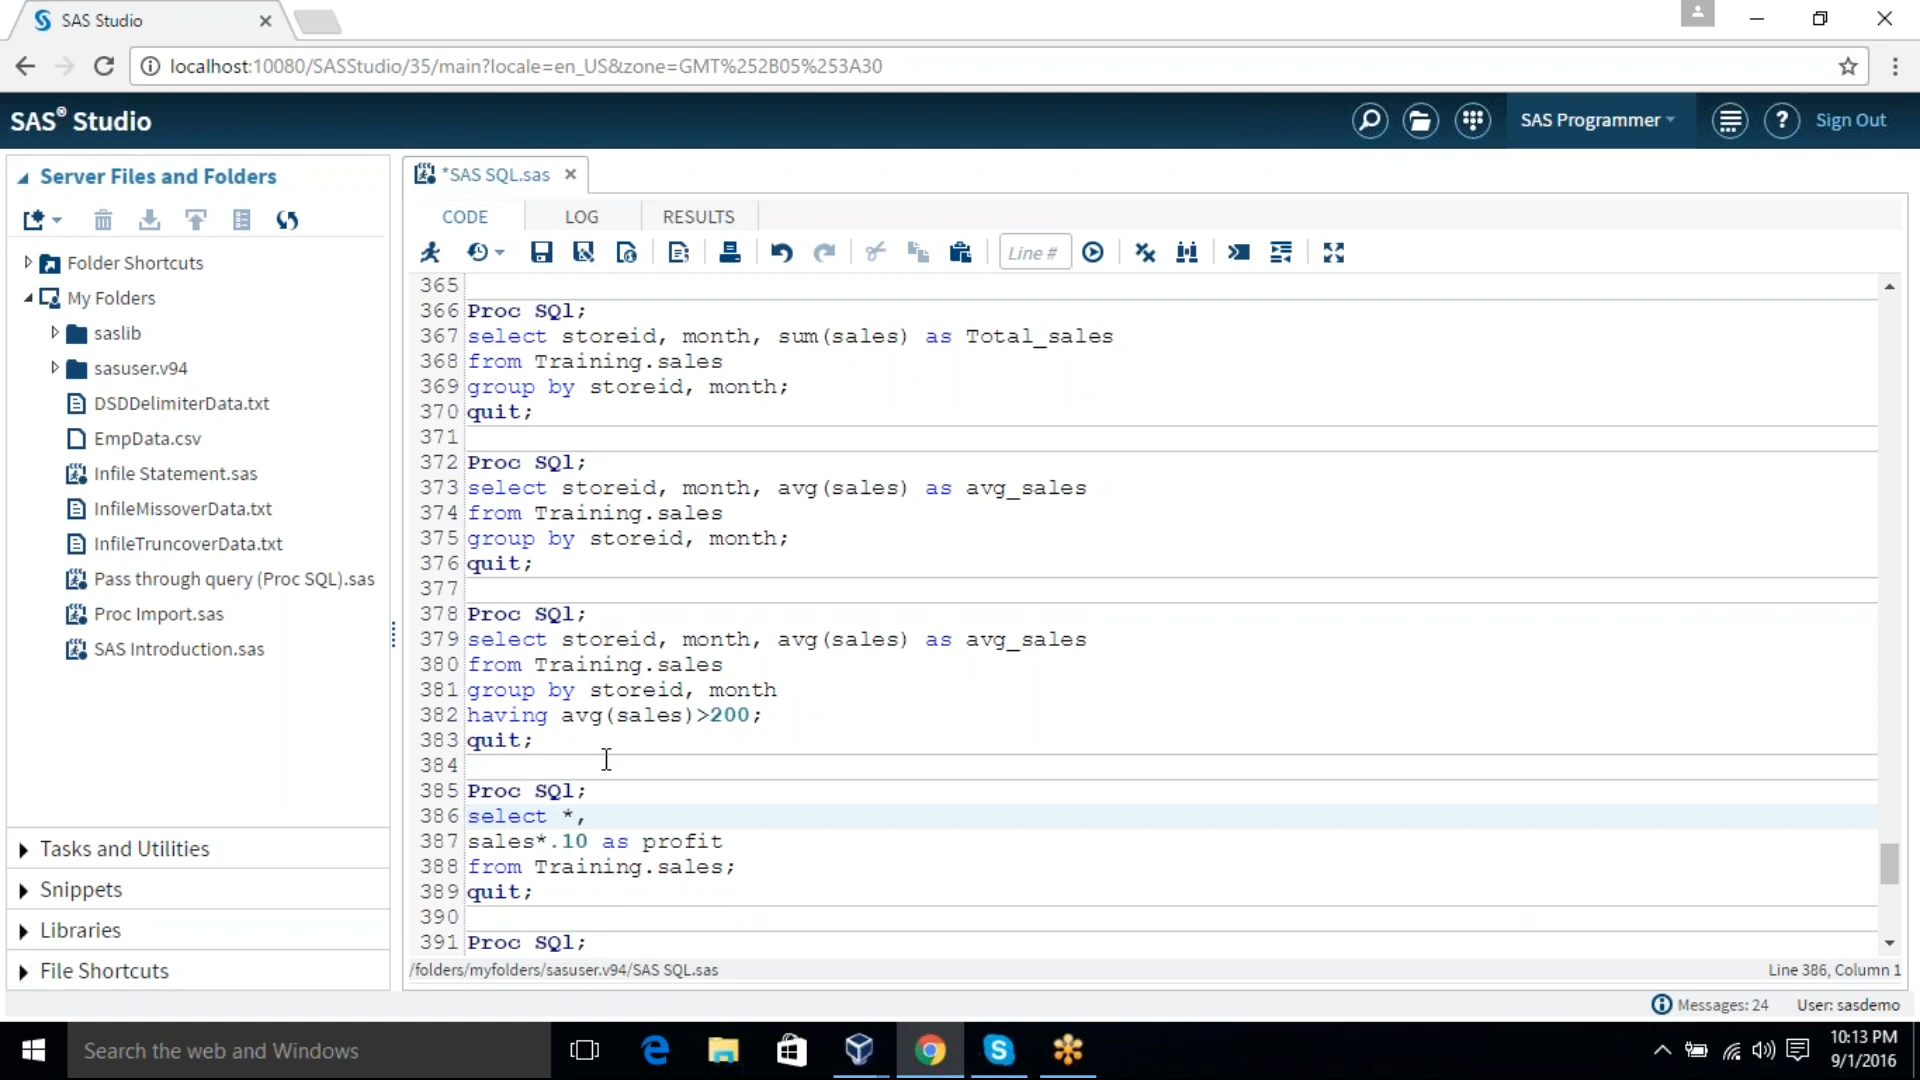 SAS Studio
localhost:10080/SASStudio/35/main?locale=en_US&zone=GMT%252B05%253A30
SAS® Studio
SAS Programmer
Sign Out
Server Files and Folders
Folder Shortcuts
My Folders
saslib
sasuser.v94
DSDDelimiterData.txt
EmpData.csv
Infile Statement.sas
InfileMissoverData.txt
InfileTruncoverData.txt
Pass through query (Proc SQL).sas
Proc Import.sas
SAS Introduction.sas
Tasks and Utilities
Snippets
Libraries
File Shortcuts
*SAS SQL.sas
CODE LOG RESULTS
Line #
365
366 Proc SQl;
367 select storeid, month, sum(sales) as Total_sales
368 from Training.sales
369 group by storeid, month;
370 quit;
371
372 Proc SQl;
373 select storeid, month, avg(sales) as avg_sales
374 from Training.sales
375 group by storeid, month;
376 quit;
377
378 Proc SQl;
379 select storeid, month, avg(sales) as avg_sales
380 from Training.sales
381 group by storeid, month
382 having avg(sales)>200;
383 quit;
384
385 Proc SQl;
386 select *,
387 sales*.10 as profit
388 from Training.sales;
389 quit;
390
391 Proc SQl;
/folders/myfolders/sasuser.v94/SAS SQL.sas
Line 386, Column 1
Messages: 24
User: sasdemo
Search the web and Windows
10:13 PM
9/1/2016